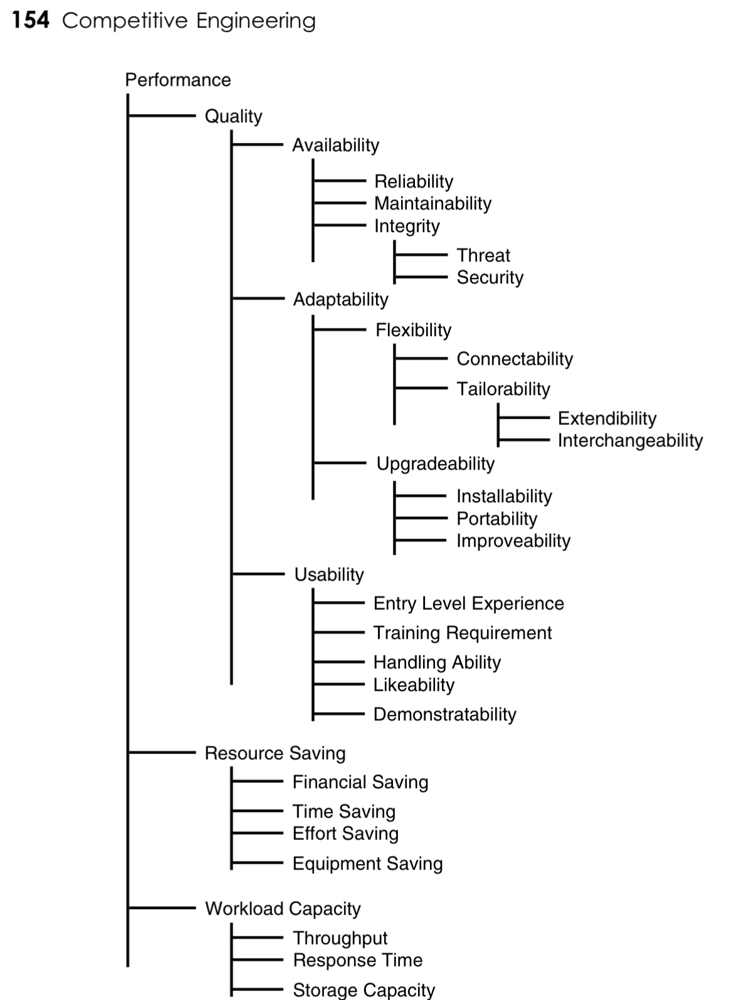 154 Competitive Engineering
Performance
Quality
Availability
Reliability
Maintainability
Integrity
Threat
Security
Adaptability
Flexibility
Connectability
Tailorability
Extendibility
Interchangeability
Upgradeability
Installability
Portability
Improveability
Usability
Entry Level Experience
Training Requirement
Handling Ability
Likeability
Demonstratability
Resource Saving
Financial Saving
Time Saving
Effort Saving
Equipment Saving
Workload Capacity
Throughput
Response Time
Storage Capacity